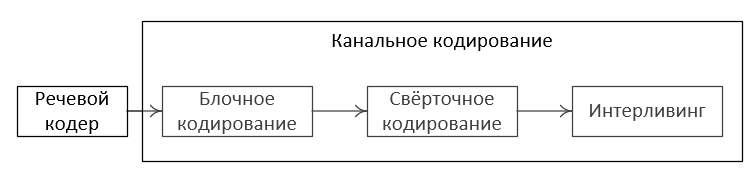 Канальное кодирование
Речевой
кодер
Блочное
кодирование
Свёрточное
кодирование
Интерливинг